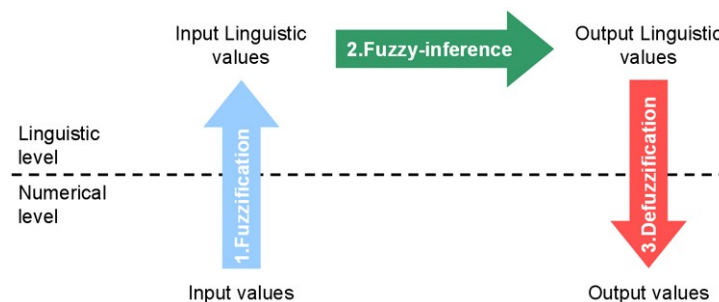 Input Linguistic
values
2.Fuzzy-inference
Output Linguistic
values
Linguistic
level
1.Fuzzification
3.Defuzzification
Numerical
level
Input values
Output values